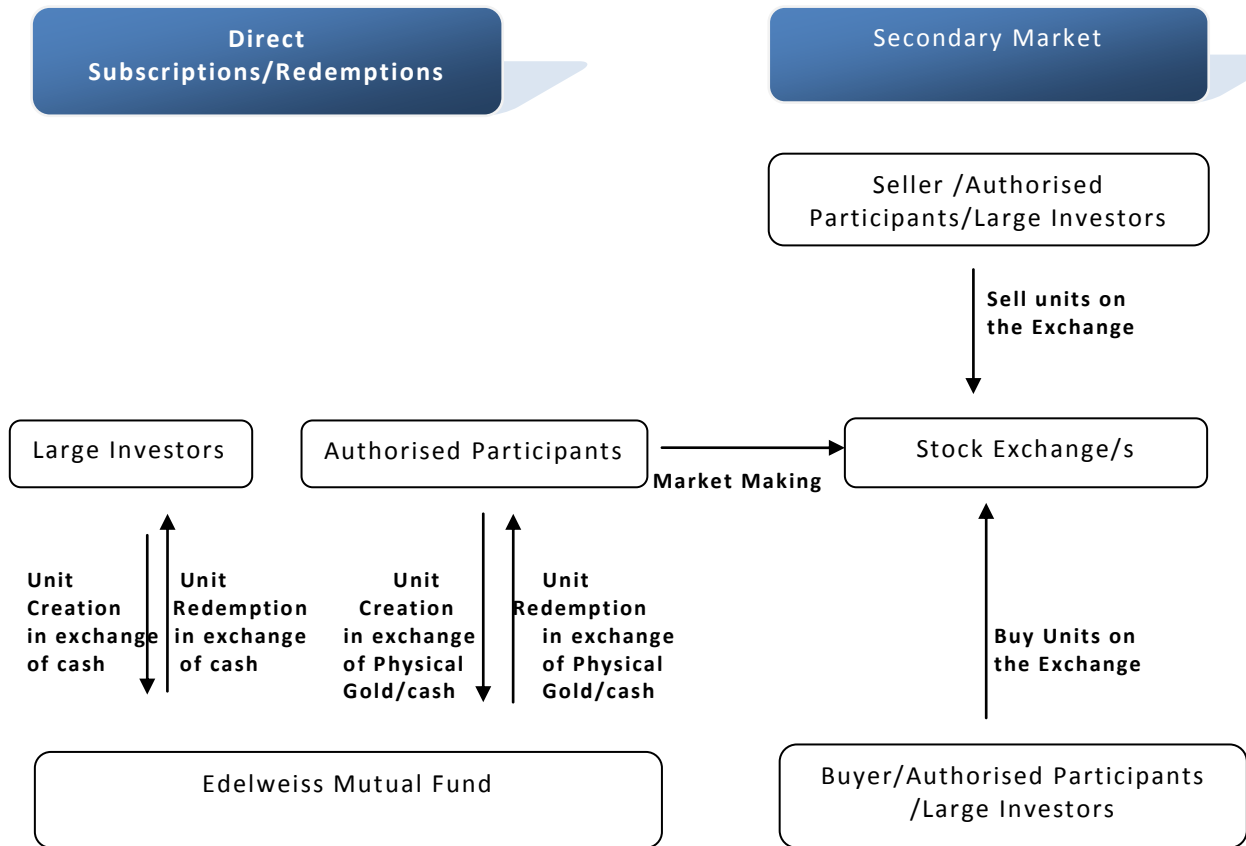 Direct
Subscriptions/Redemptions
Secondary Market
Seller /Authorised
Participants/Large Investors
Sell units on
the Exchange
Large Investors
Authorised Participants
Market Making
Stock Exchange/s
Unit
Creation
in exchange
of cash
Unit
Redemption
in exchange
of cash
Unit
Creation
in exchange
of Physical
Gold/cash
Unit
Redemption
in exchange
of Physical
Gold/cash
Buy Units on
the Exchange
Edelweiss Mutual Fund
Buyer/Authorised Participants
/Large Investors